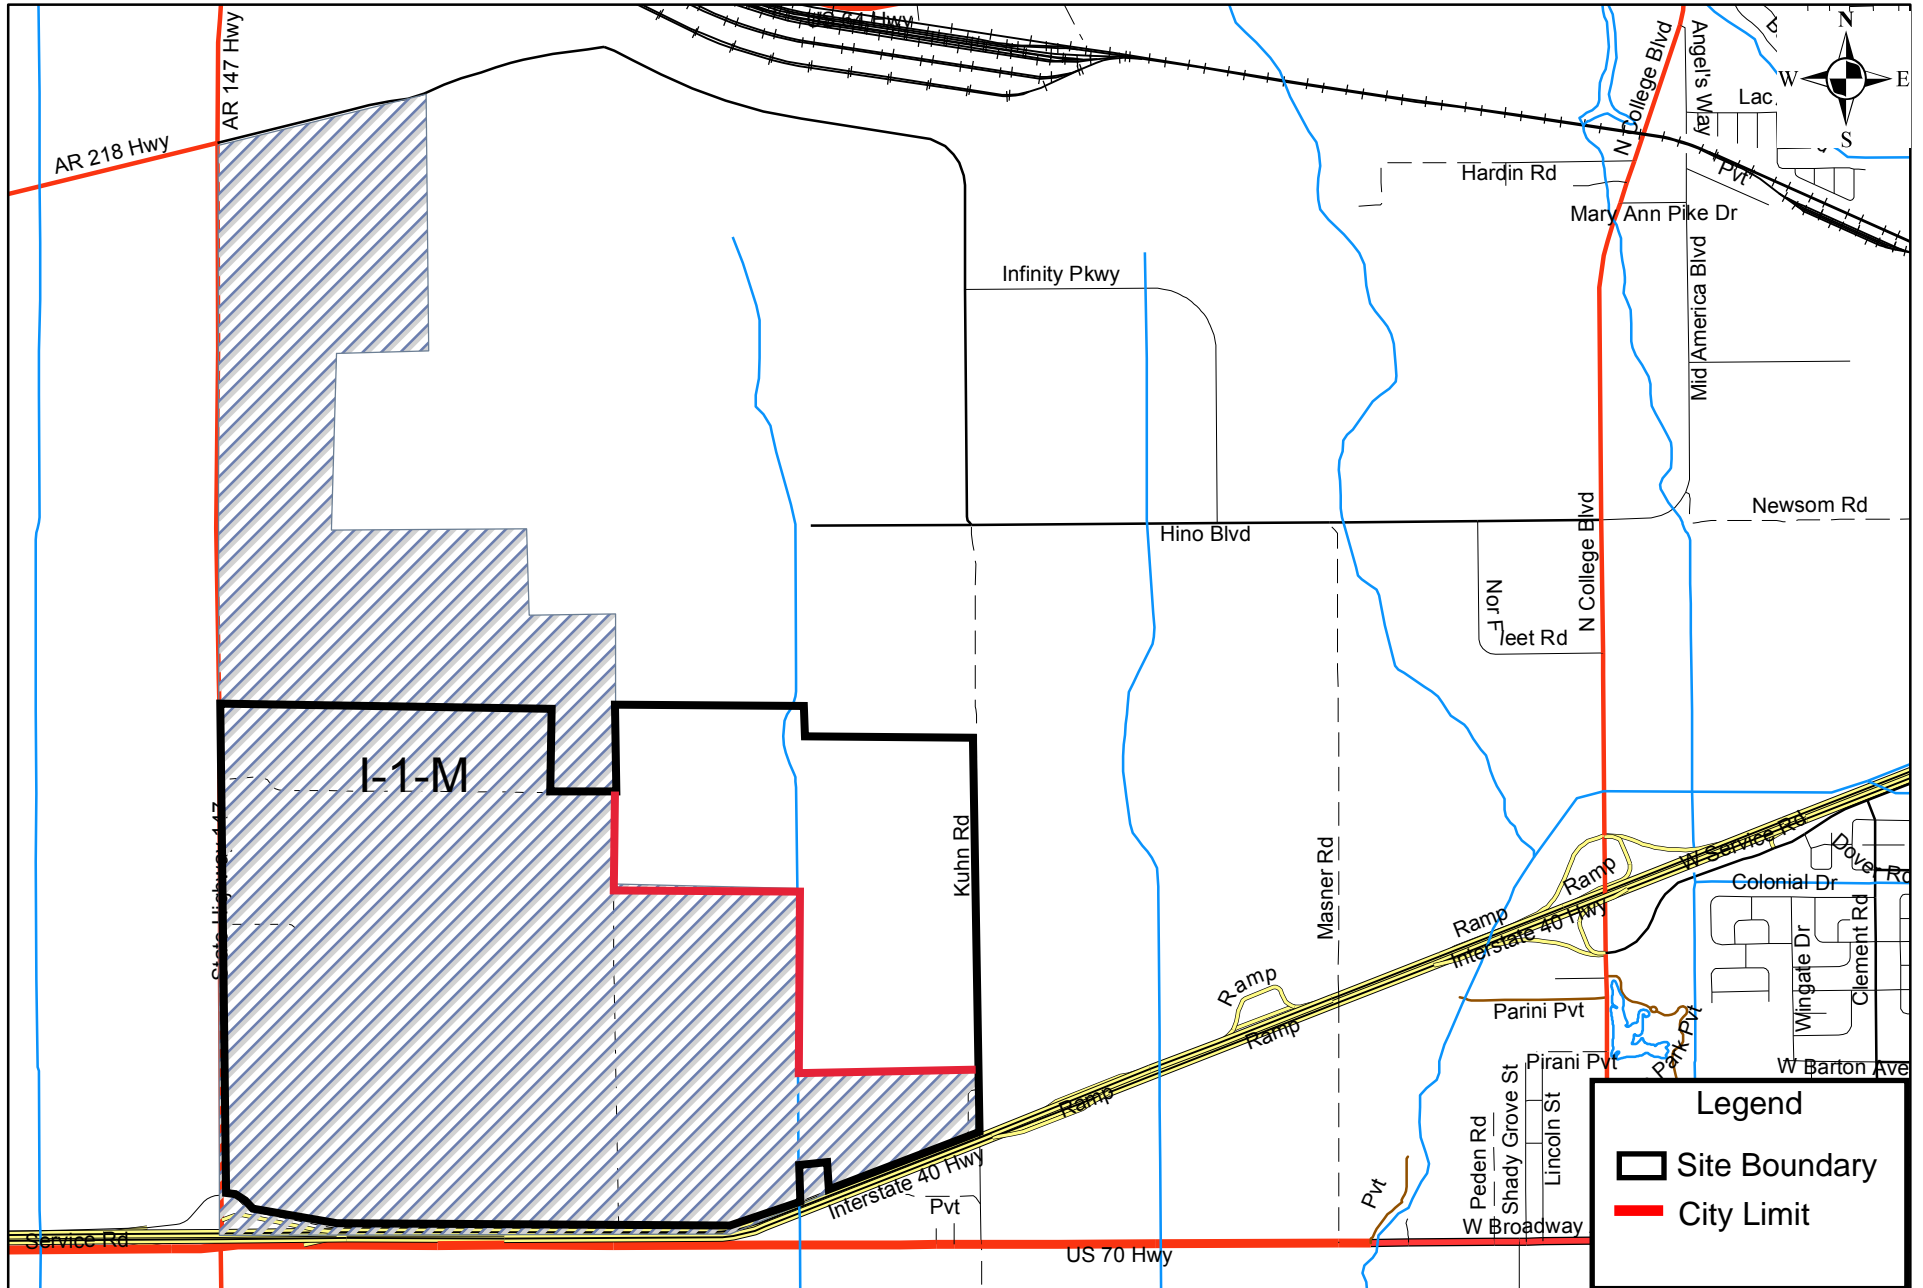 US 64 Hwy
AR 147 Hwy
N College Blvd
Angel's Way
N
W
E
S
Lac
AR 218 Hwy
Hardin Rd
Pvt
Mary Ann Pike Dr
Infinity Pkwy
Mid America Blvd
Newsom Rd
Hino Blvd
N College Blvd
Nor Fleet Rd
I-1-M
State Highway 147
Kuhn Rd
Masner Rd
W Service Rd
Dover Rd
Ramp
Colonial Dr
Ramp
Interstate 40 Hwy
Clement Rd
Wingate Dr
Ramp
Parini Pvt
Ramp
Park Pvt
Pirani Pvt
W Barton Ave
Ramp
Shady Grove St
Lincoln St
Peden Rd
Interstate 40 Hwy
Pvt
Pvt
W Broadway
Service Rd
US 70 Hwy
Legend
Site Boundary
City Limit